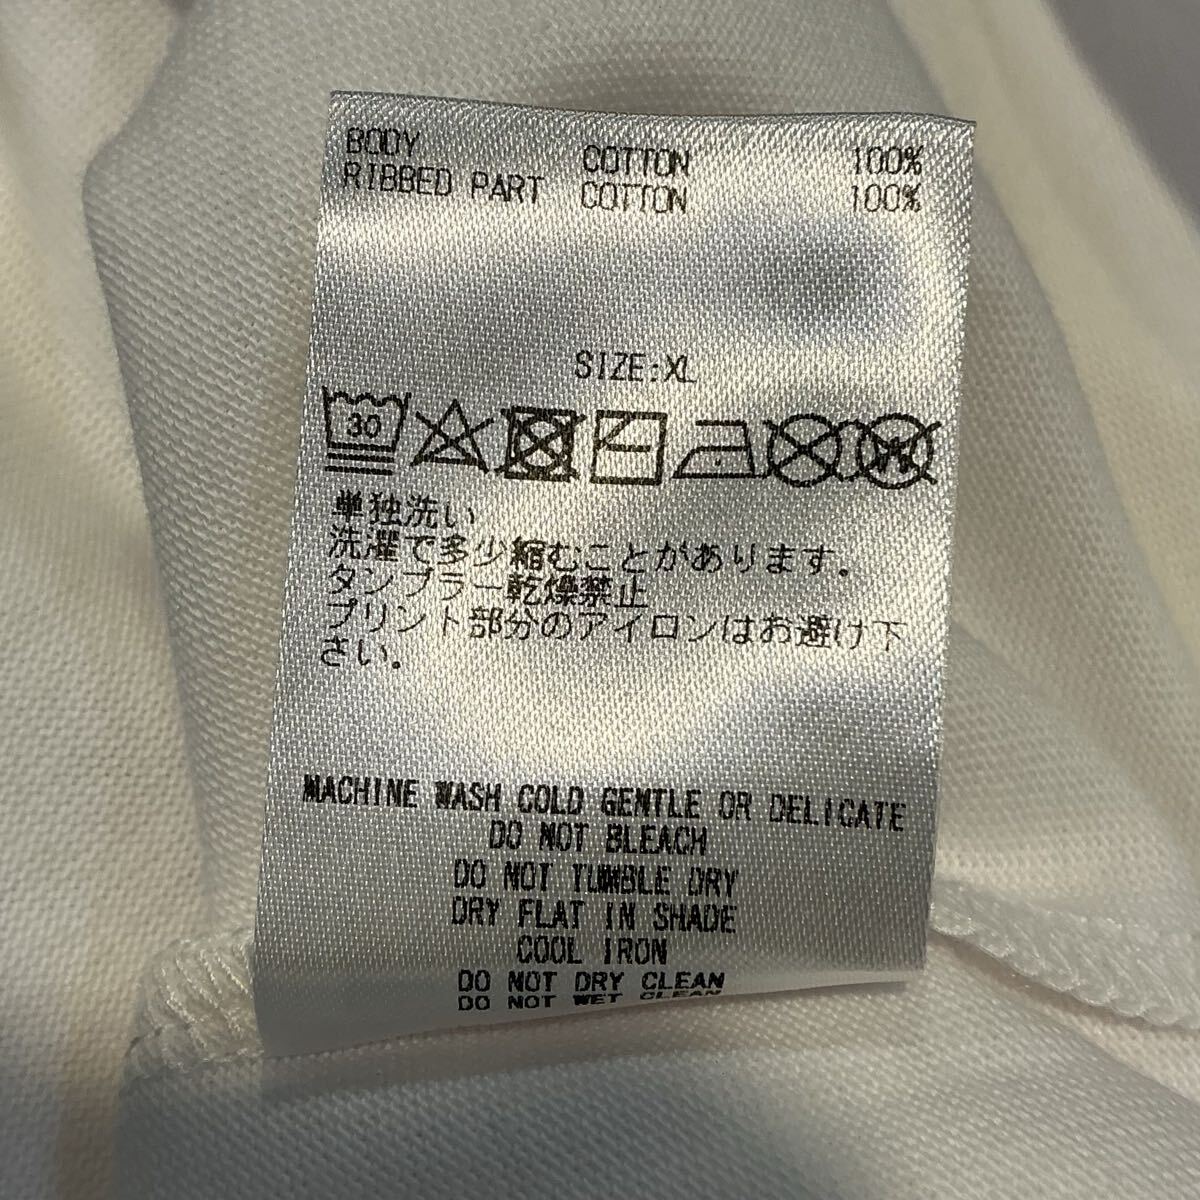 BODY COTTON 100%
RIBBED PART COTTON 100%
SIZE:XL
30
W
単独洗い
洗濯で多少縮むことがあります。
タンブラー乾燥禁止
プリント部分のアイロンはお避け下
さい。
MACHINE WASH COLD GENTLE OR DELICATE
DO NOT BLEACH
DO NOT TUMBLE DRY
DRY FLAT IN SHADE
COOL IRON
DO NOT DRY CLEAN
DO NOT WET CLEAN